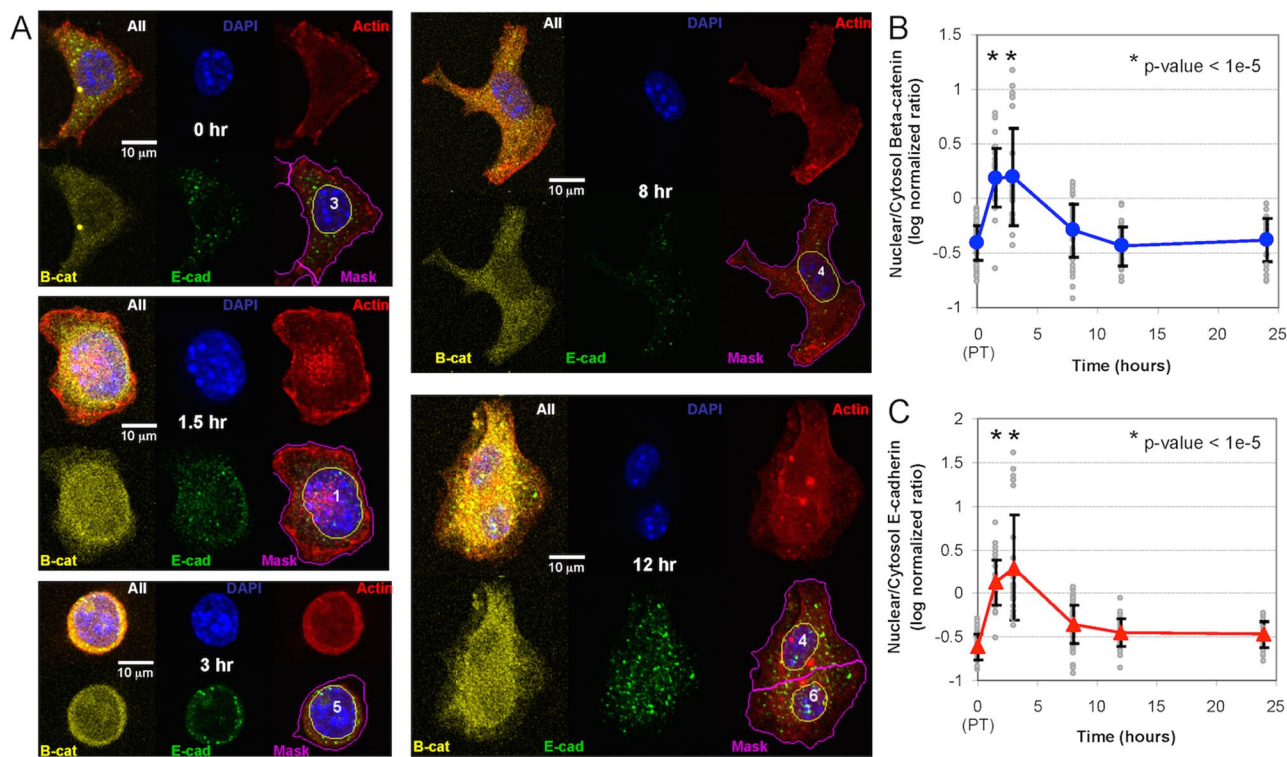 A
All DAPI Actin
0 hr
10 μm
3
B-cat E-cad Mask
All DAPI Actin
1.5 hr
10 μm
1
B-cat E-cad Mask
All DAPI Actin
3 hr
10 μm
5
B-cat E-cad Mask
All DAPI Actin
10 μm
8 hr
4
B-cat E-cad Mask
All DAPI Actin
10 μm
12 hr
4
6
B-cat E-cad Mask
B
Nuclear/Cytosol Beta-catenin
(log normalized ratio)
1.5
1
0.5
0
-0.5
-1
* *
* p-value < 1e-5
0 5 10 15 20 25
(PT)
Time (hours)
C
Nuclear/Cytosol E-cadherin
(log normalized ratio)
2
1.5
1
0.5
0
-0.5
-1
* *
* p-value < 1e-5
0 5 10 15 20 25
(PT)
Time (hours)